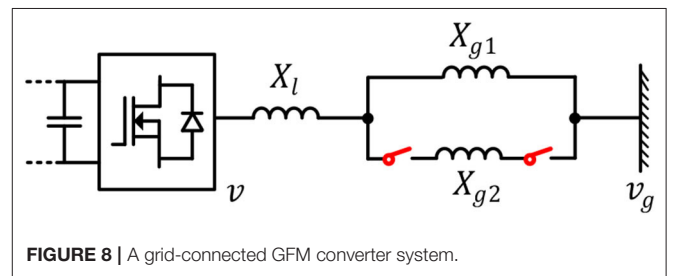 X_{g1}
X_l
X_{g2}
v
v_g
FIGURE 8 | A grid-connected GFM converter system.